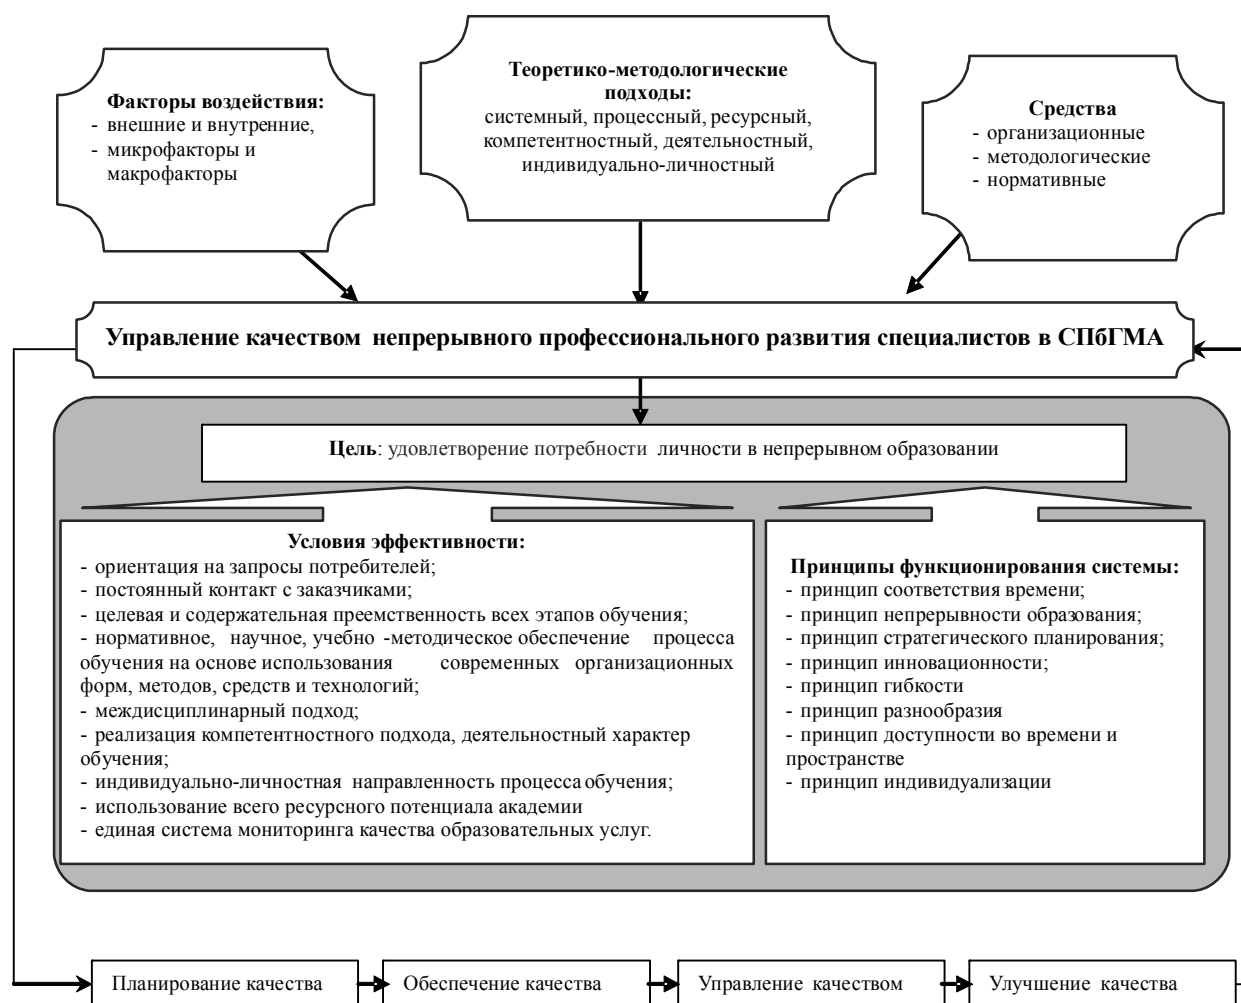 Факторы воздействия:
- внешние и внутренние,
- микрофакторы и
макрофакторы
Теоретико-методологические
подходы:
системный, процессный, ресурсный,
компетентностный, деятельностный,
индивидуально-личностный
Средства
- организационные
- методологические
- нормативные
Управление качеством непрерывного профессионального развития специалистов в СПбГМА
Цель: удовлетворение потребности личности в непрерывном образовании
Условия эффективности:
- ориентация на запросы потребителей;
- постоянный контакт с заказчиками;
- целевая и содержательная преемственность всех этапов обучения;
- нормативное, научное, учебно -методическое обеспечение процесса
обучения на основе использования современных организационных
форм, методов, средств и технологий;
- междисциплинарный подход;
- реализация компетентностного подхода, деятельностный характер
обучения;
- индивидуально-личностная направленность процесса обучения;
- использование всего ресурсного потенциала академии
- единая система мониторинга качества образовательных услуг.
Принципы функционирования системы:
- принцип соответствия времени;
- принцип непрерывности образования;
- принцип стратегического планирования;
- принцип инновационности;
- принцип гибкости
- принцип разнообразия
- принцип доступности во времени и
пространстве
- принцип индивидуализации
Планирование качества
Обеспечение качества
Управление качеством
Улучшение качества